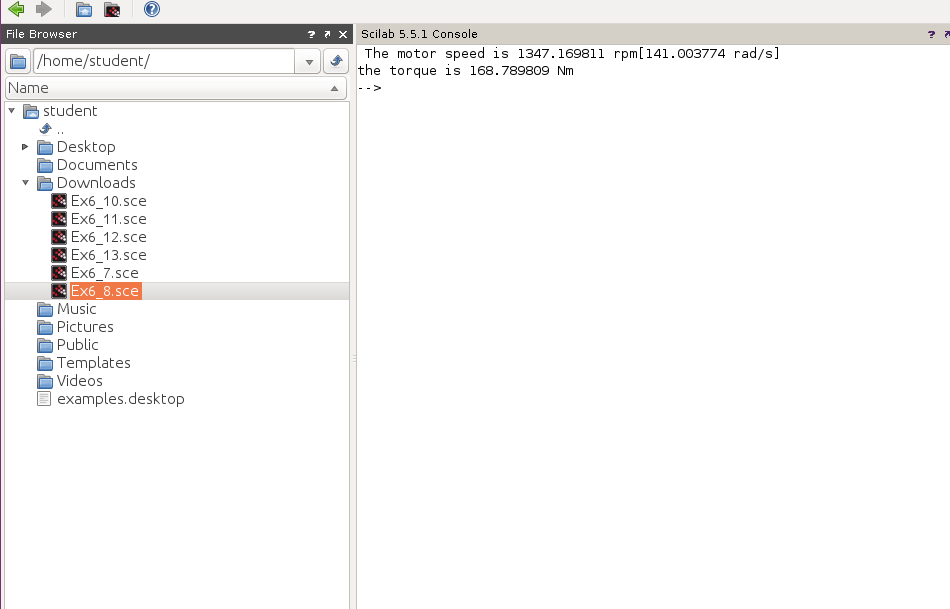 File Browser
/home/student/
Name
student
..
Desktop
Documents
Downloads
Ex6_10.sce
Ex6_11.sce
Ex6_12.sce
Ex6_13.sce
Ex6_7.sce
Ex6_8.sce
Music
Pictures
Public
Templates
Videos
examples.desktop
Scilab 5.5.1 Console
The motor speed is 1347.169811 rpm[141.003774 rad/s]
the torque is 168.789809 Nm
-->